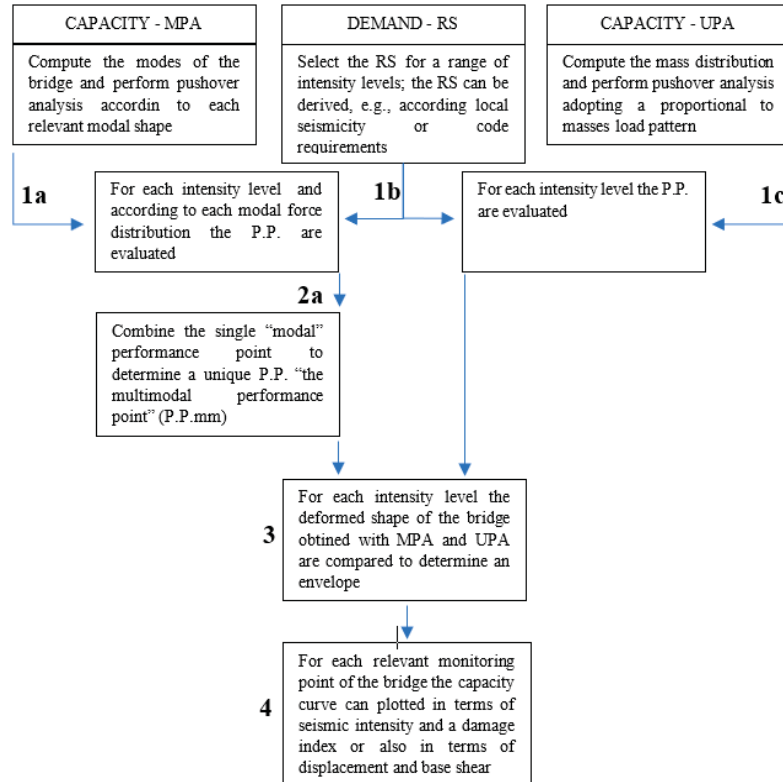 CAPACITY - MPA
Compute the modes of the
bridge and perform pushover
analysis accordin to each
relevant modal shape
DEMAND - RS
Select the RS for a range of
intensity levels; the RS can be
derived, e.g., according local
seismicity or code
requirements
CAPACITY - UPA
Compute the mass distribution
and perform pushover analysis
adopting a proportional to
masses load pattern
1a
For each intensity level and
according to each modal force
distribution the P.P. are
evaluated
1b
For each intensity level the P.P.
are evaluated
1c
2a
Combine the single “modal”
performance point to
determine a unique P.P. “the
multimodal performance
point” (P.P.mm)
3
For each intensity level the
deformed shape of the bridge
obtined with MPA and UPA
are compared to determine an
envelope
4
For each relevant monitoring
point of the bridge the capacity
curve can plotted in terms of
seismic intensity and a damage
index or also in terms of
displacement and base shear